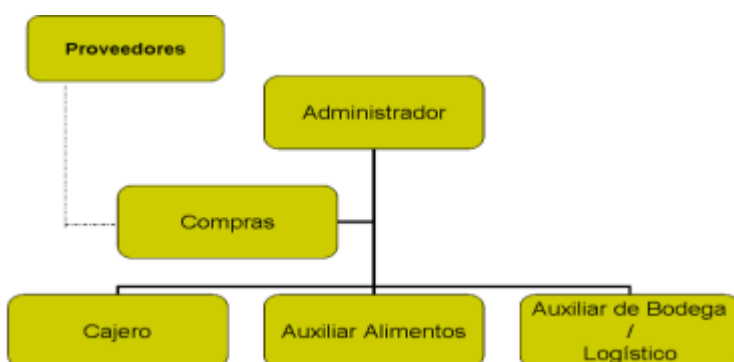 Proveedores
Administrador
Compras
Cajero
Auxiliar Alimentos
Auxiliar de Bodega
/
Logístico